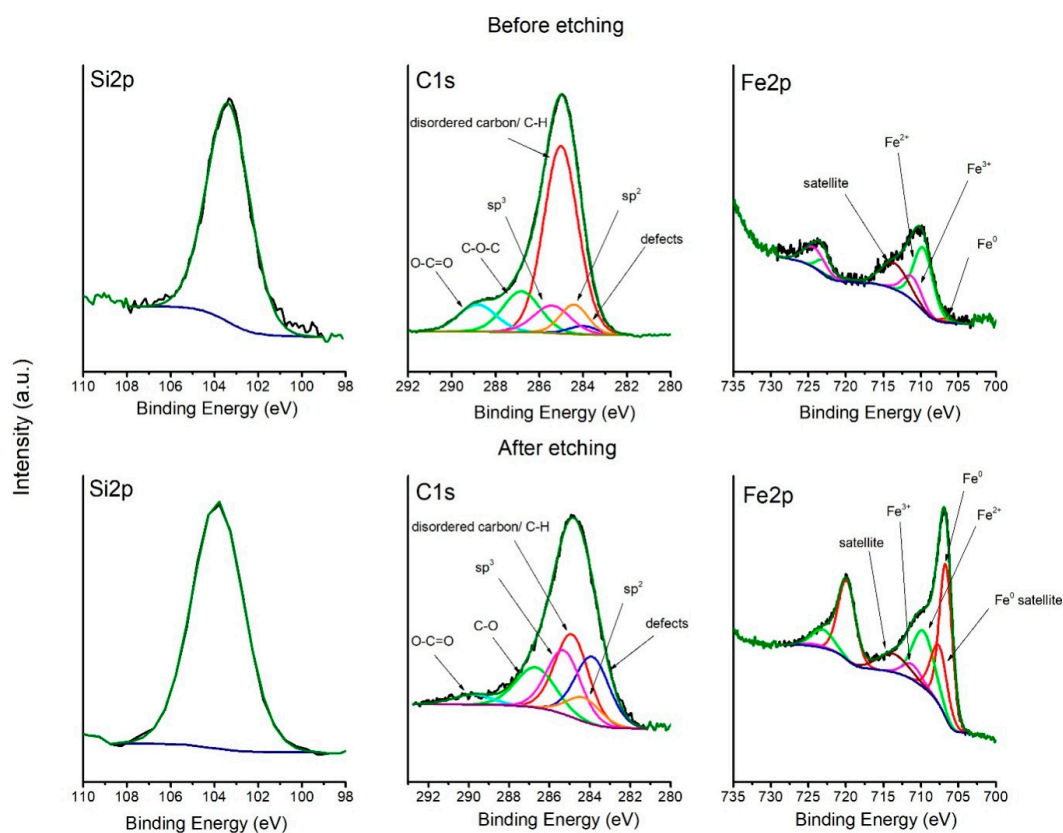 Before etching
Si2p
110 108 106 104 102 100 98
Binding Energy (eV)
C1s
disordered carbon/ C-H
sp³
sp²
C-O-C
defects
O-C=O
292 290 288 286 284 282 280
Binding Energy (eV)
Fe2p
Fe²⁺
Fe³⁺
satellite
Fe⁰
735 730 725 720 715 710 705 700
Binding Energy (eV)
Intensity (a.u.)
After etching
Si2p
110 108 106 104 102 100 98
Binding Energy (eV)
C1s
disordered carbon/ C-H
sp³
sp²
C-O
O-C=O
defects
292 290 288 286 284 282 280
Binding Energy (eV)
Fe2p
Fe⁰
Fe³⁺
Fe²⁺
satellite
Fe⁰ satellite
735 730 725 720 715 710 705 700
Binding Energy (eV)